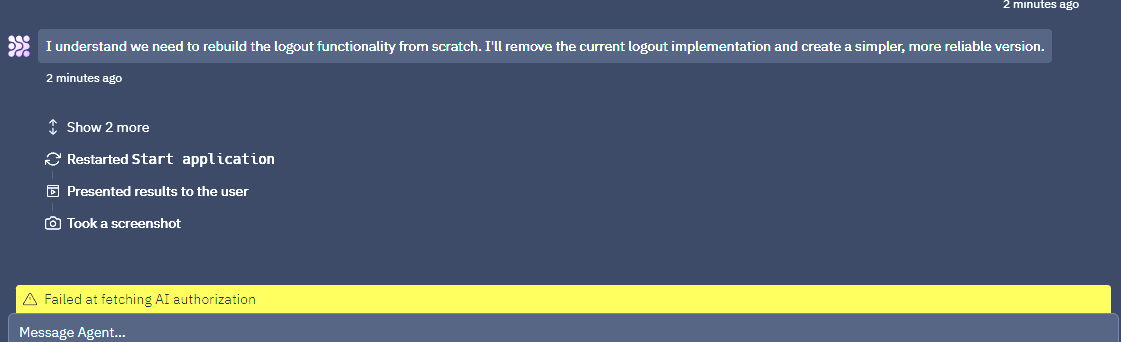 2 minutes ago
I understand we need to rebuild the logout functionality from scratch. I'll remove the current logout implementation and create a simpler, more reliable version.
2 minutes ago
Show 2 more
Restarted Start application
Presented results to the user
Took a screenshot
Failed at fetching AI authorization
Message Agent...